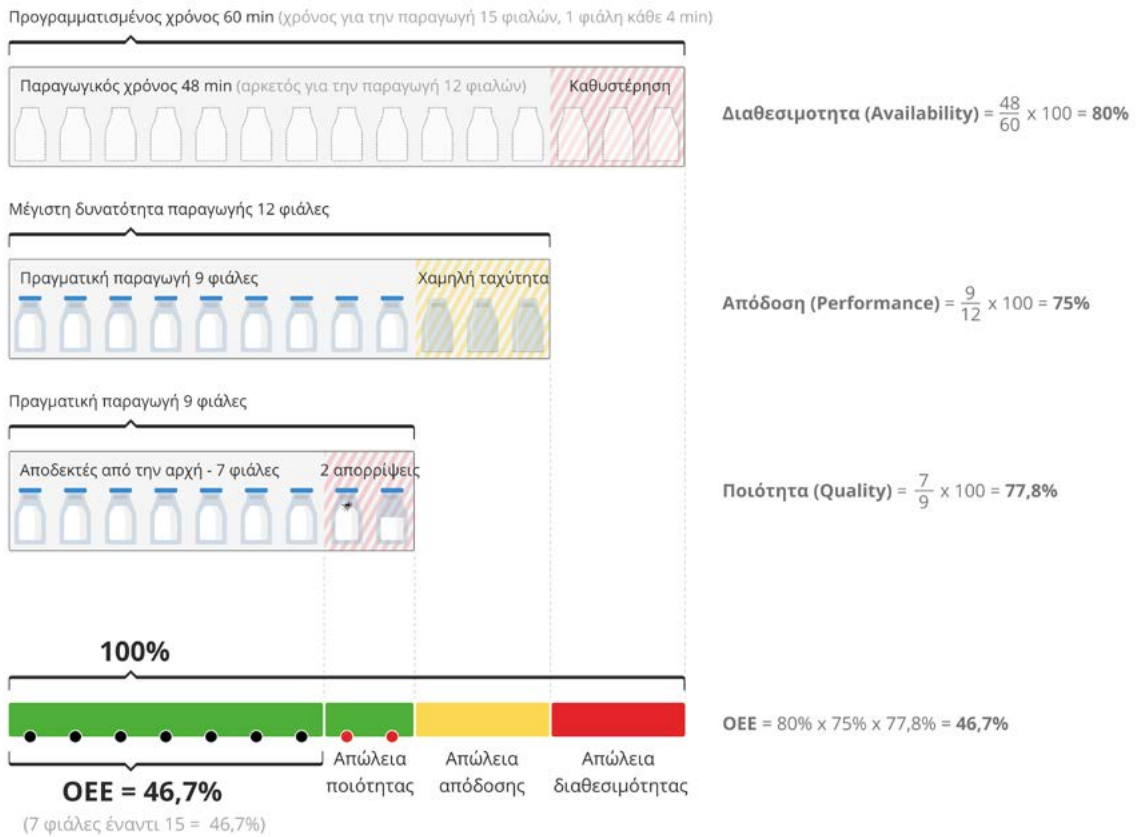 Προγραμματισμένος χρόνος 60 min (χρόνος για την παραγωγή 15 φιαλών, 1 φιάλη κάθε 4 min)
Παραγωγικός χρόνος 48 min (αρκετός για την παραγωγή 12 φιαλών)
Καθυστέρηση
Διαθεσιμοτητα (Availability) = 48/60 x 100 = 80%
Μέγιστη δυνατότητα παραγωγής 12 φιάλες
Πραγματική παραγωγή 9 φιάλες
Χαμηλή ταχύτητα
Απόδοση (Performance) = 9/12 x 100 = 75%
Πραγματική παραγωγή 9 φιάλες
Αποδεκτές από την αρχή - 7 φιάλες
2 απορρίψεις
Ποιότητα (Quality) = 7/9 x 100 = 77,8%
100%
OEE = 80% x 75% x 77,8% = 46,7%
Απώλεια
ποιότητας
Απώλεια
απόδοσης
Απώλεια
διαθεσιμότητας
OEE = 46,7%
(7 φιάλες έναντι 15 = 46,7%)